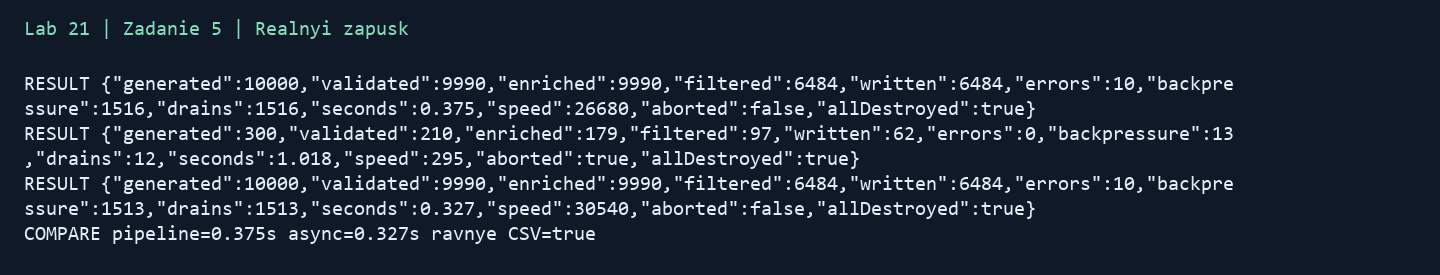 Lab 21 | Zadanie 5 | Realnyi zapusk
RESULT {"generated":10000,"validated":9990,"enriched":9990,"filtered":6484,"written":6484,"errors":10,"backpre
ssure":1516,"drains":1516,"seconds":0.375,"speed":26680,"aborted":false,"allDestroyed":true}
RESULT {"generated":300,"validated":210,"enriched":179,"filtered":97,"written":62,"errors":0,"backpressure":13
,"drains":12,"seconds":1.018,"speed":295,"aborted":true,"allDestroyed":true}
RESULT {"generated":10000,"validated":9990,"enriched":9990,"filtered":6484,"written":6484,"errors":10,"backpre
ssure":1513,"drains":1513,"seconds":0.327,"speed":30540,"aborted":false,"allDestroyed":true}
COMPARE pipeline=0.375s async=0.327s ravnye CSV=true